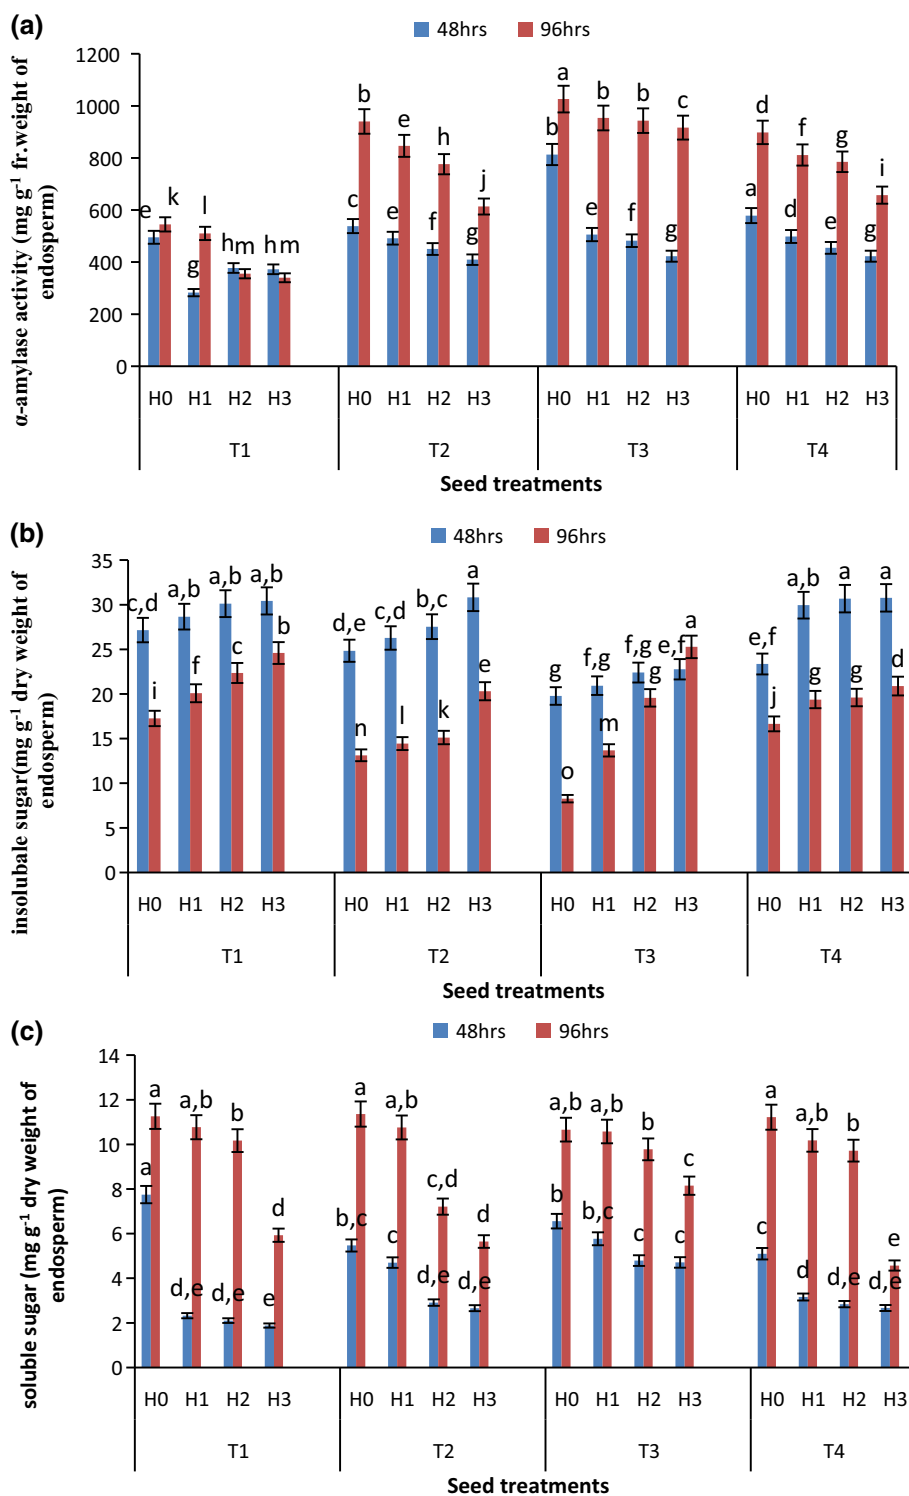 (a)
48hrs 96hrs
α-amylase activity (mg g-1 fr.weight of
endosperm)
1200
1000
800
600
400
200
0
e k g l h m h m
c b e e f h g j
b a e b f b g c
a d d f e g g i
H0 H1 H2 H3 H0 H1 H2 H3 H0 H1 H2 H3 H0 H1 H2 H3
T1 T2 T3 T4
Seed treatments
(b)
48hrs 96hrs
insolubale sugar(mg g-1 dry weight of
endosperm)
35
30
25
20
15
10
5
0
c,d i a,b f a,b c a,b b
d,e n c,d l b,c k a e
g o f,g m f,g g e,f a
e,f j a,b g a g a d
H0 H1 H2 H3 H0 H1 H2 H3 H0 H1 H2 H3 H0 H1 H2 H3
T1 T2 T3 T4
Seed treatments
(c)
48hrs 96hrs
soluble sugar (mg g-1 dry weight of
endosperm)
14
12
10
8
6
4
2
0
a a d,e a,b d,e b e d
b,c a c a,b d,e c,d d,e d
b a,b b,c a,b c b c c
c a d a,b d,e b d,e e
H0 H1 H2 H3 H0 H1 H2 H3 H0 H1 H2 H3 H0 H1 H2 H3
T1 T2 T3 T4
Seed treatments